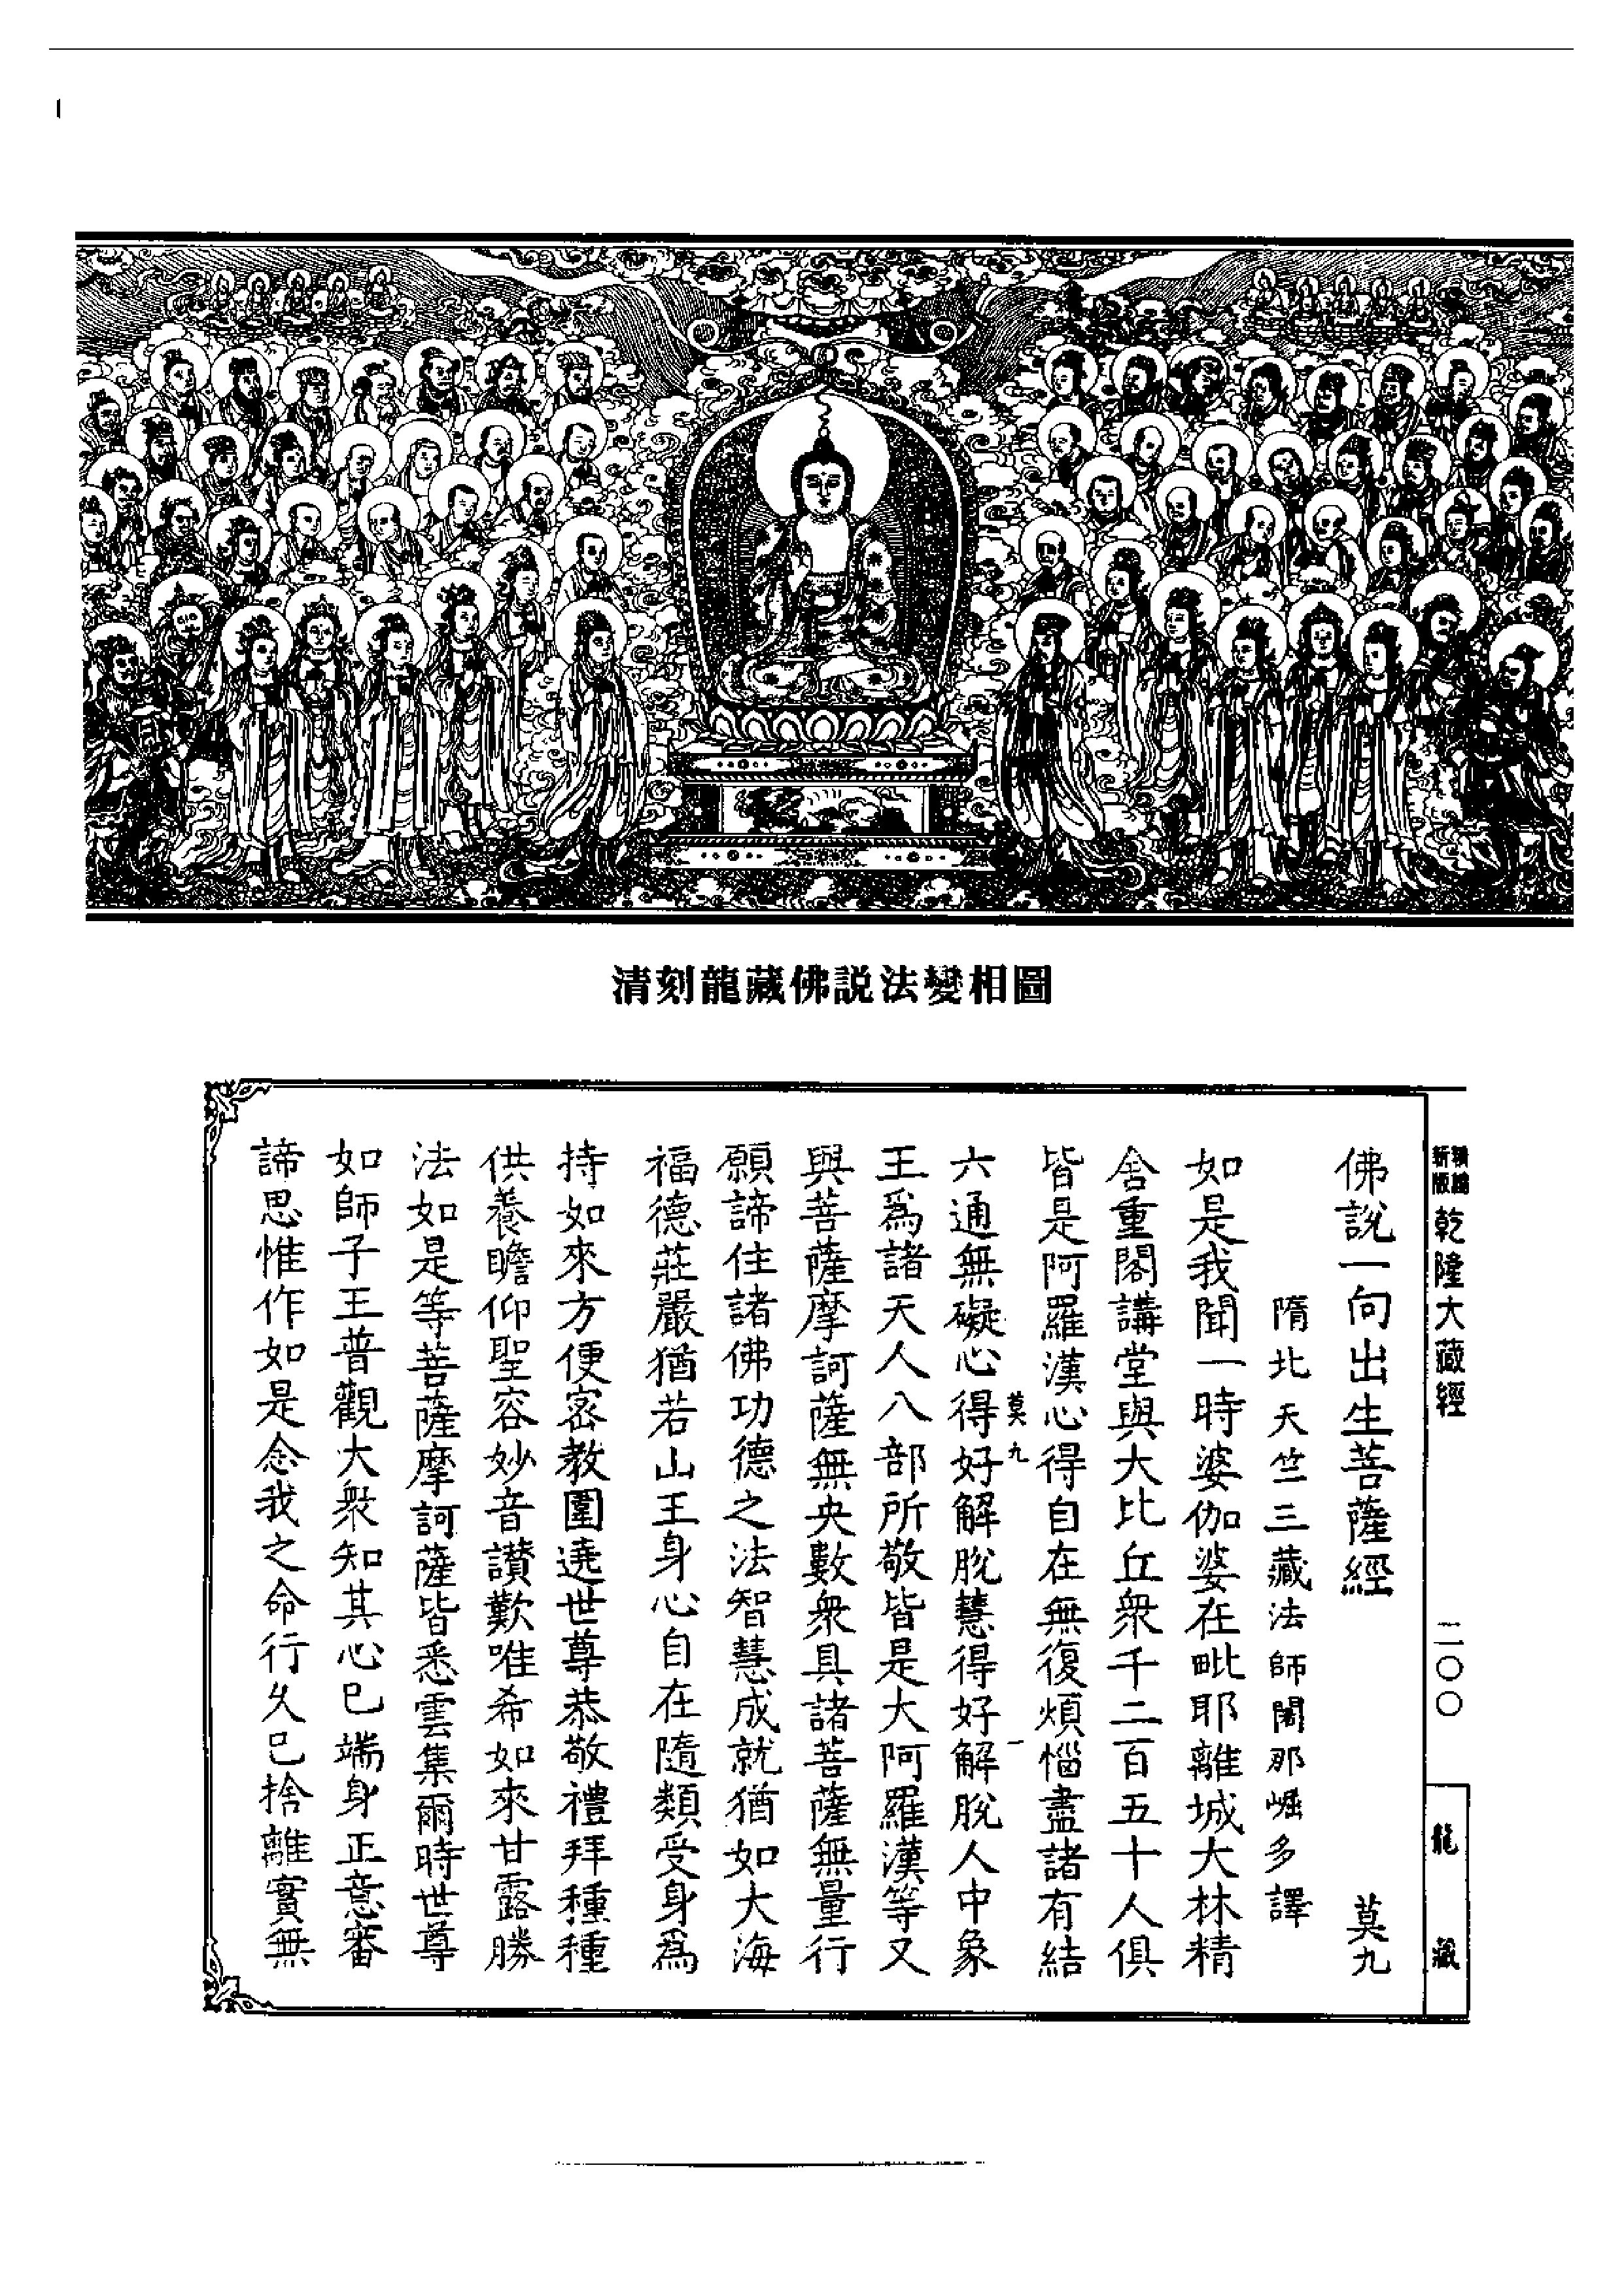 清刻龍藏佛説法變相圖
新版
精縮
乾隆大藏經
二〇〇
龍藏
佛說一向出生菩薩經 莫九
隋北天竺三藏法師闍那崛多譯
如是我聞一時婆伽婆在毗耶離城大林精
舍重閣講堂與大比丘衆千二百五十人俱
皆是阿羅漢心得自在無復煩惱盡諸有結
莫九 一
六通無礙心得好解脫慧得好解脫人中象
王爲諸天人八部所敬皆是大阿羅漢等又
與菩薩摩訶薩無央數衆具諸菩薩無量行
願諦住諸佛功德之法智慧成就猶如大海
福德莊嚴猶若山王身心自在隨類受身爲
持如來方便密教圍遶世尊恭敬禮拜種種
供養瞻仰聖容妙音讃歎唯希如來甘露勝
法如是等菩薩摩訶薩皆悉雲集爾時世尊
如師子王普觀大衆知其心已端身正意審
諦思惟作如是念我之命行久已捨離實無